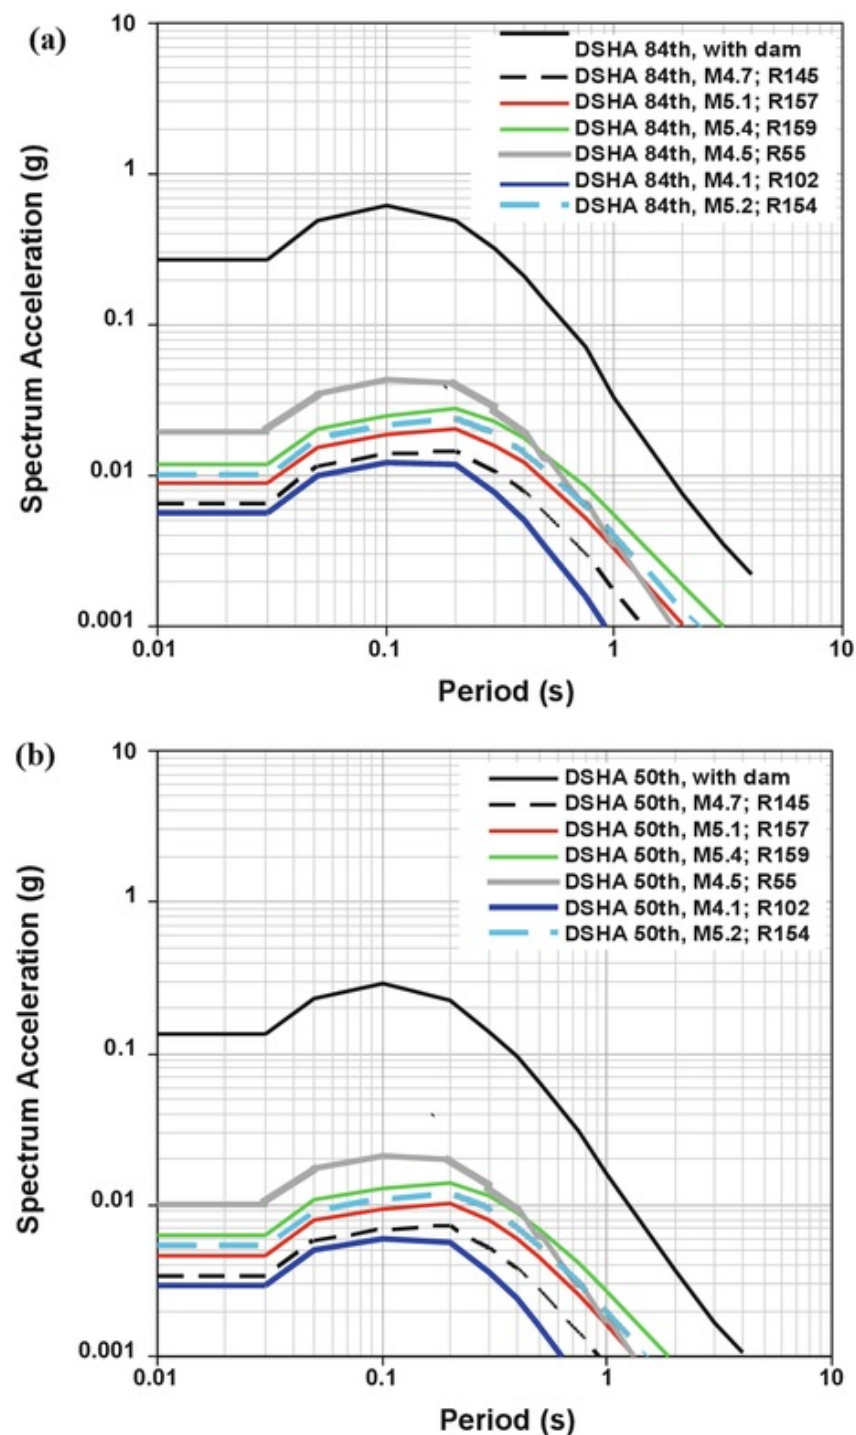 (a)
10
1
0.1
0.01
0.001
Spectrum Acceleration (g)
DSHA 84th, with dam
DSHA 84th, M4.7; R145
DSHA 84th, M5.1; R157
DSHA 84th, M5.4; R159
DSHA 84th, M4.5; R55
DSHA 84th, M4.1; R102
DSHA 84th, M5.2; R154
0.01 0.1 1 10
Period (s)
(b)
10
1
0.1
0.01
0.001
Spectrum Acceleration (g)
DSHA 50th, with dam
DSHA 50th, M4.7; R145
DSHA 50th, M5.1; R157
DSHA 50th, M5.4; R159
DSHA 50th, M4.5; R55
DSHA 50th, M4.1; R102
DSHA 50th, M5.2; R154
0.01 0.1 1 10
Period (s)